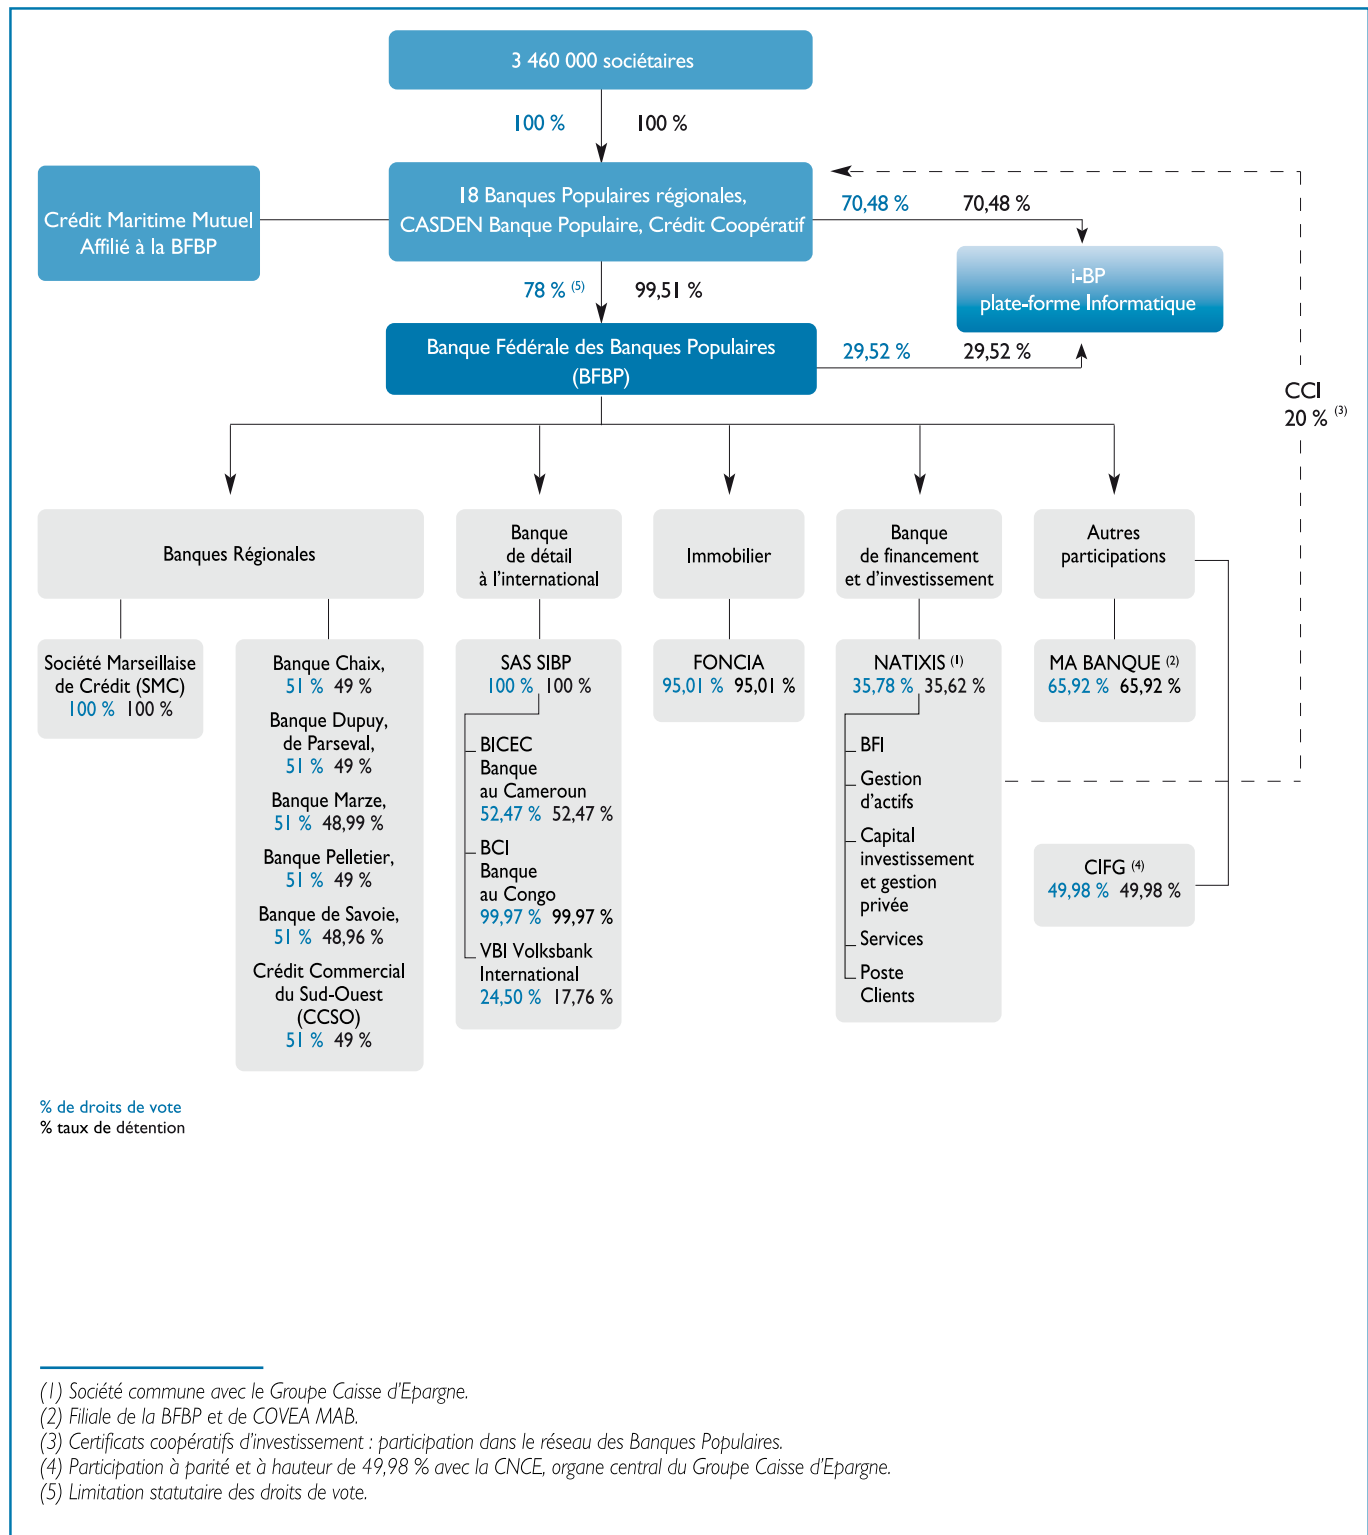 3 460 000 sociétaires
100 % 100 %
Crédit Maritime Mutuel
Affilié à la BFBP
18 Banques Populaires régionales,
CASDEN Banque Populaire, Crédit Coopératif
70,48 % 70,48 %
i-BP
plate-forme Informatique
78 % (5) 99,51 %
Banque Fédérale des Banques Populaires
(BFBP)
29,52 % 29,52 %
CCI
20 % (3)
Banques Régionales
Banque
de détail
à l'international
Immobilier
Banque
de financement
et d'investissement
Autres
participations
Société Marseillaise
de Crédit (SMC)
100 % 100 %
Banque Chaix,
51 % 49 %
Banque Dupuy,
de Parseval,
51 % 49 %
Banque Marze,
51 % 48,99 %
Banque Pelletier,
51 % 49 %
Banque de Savoie,
51 % 48,96 %
Crédit Commercial
du Sud-Ouest
(CCSO)
51 % 49 %
SAS SIBP
100 % 100 %
BICEC
Banque
au Cameroun
52,47 % 52,47 %
BCI
Banque
au Congo
99,97 % 99,97 %
VBI Volksbank
International
24,50 % 17,76 %
FONCIA
95,01 % 95,01 %
NATIXIS (1)
35,78 % 35,62 %
BFI
Gestion
d'actifs
Capital
investissement
et gestion
privée
Services
Poste
Clients
MA BANQUE (2)
65,92 % 65,92 %
CIFG (4)
49,98 % 49,98 %
% de droits de vote
% taux de détention
(1) Société commune avec le Groupe Caisse d'Epargne.
(2) Filiale de la BFBP et de COVEA MAB.
(3) Certificats coopératifs d'investissement : participation dans le réseau des Banques Populaires.
(4) Participation à parité et à hauteur de 49,98 % avec la CNCE, organe central du Groupe Caisse d'Epargne.
(5) Limitation statutaire des droits de vote.